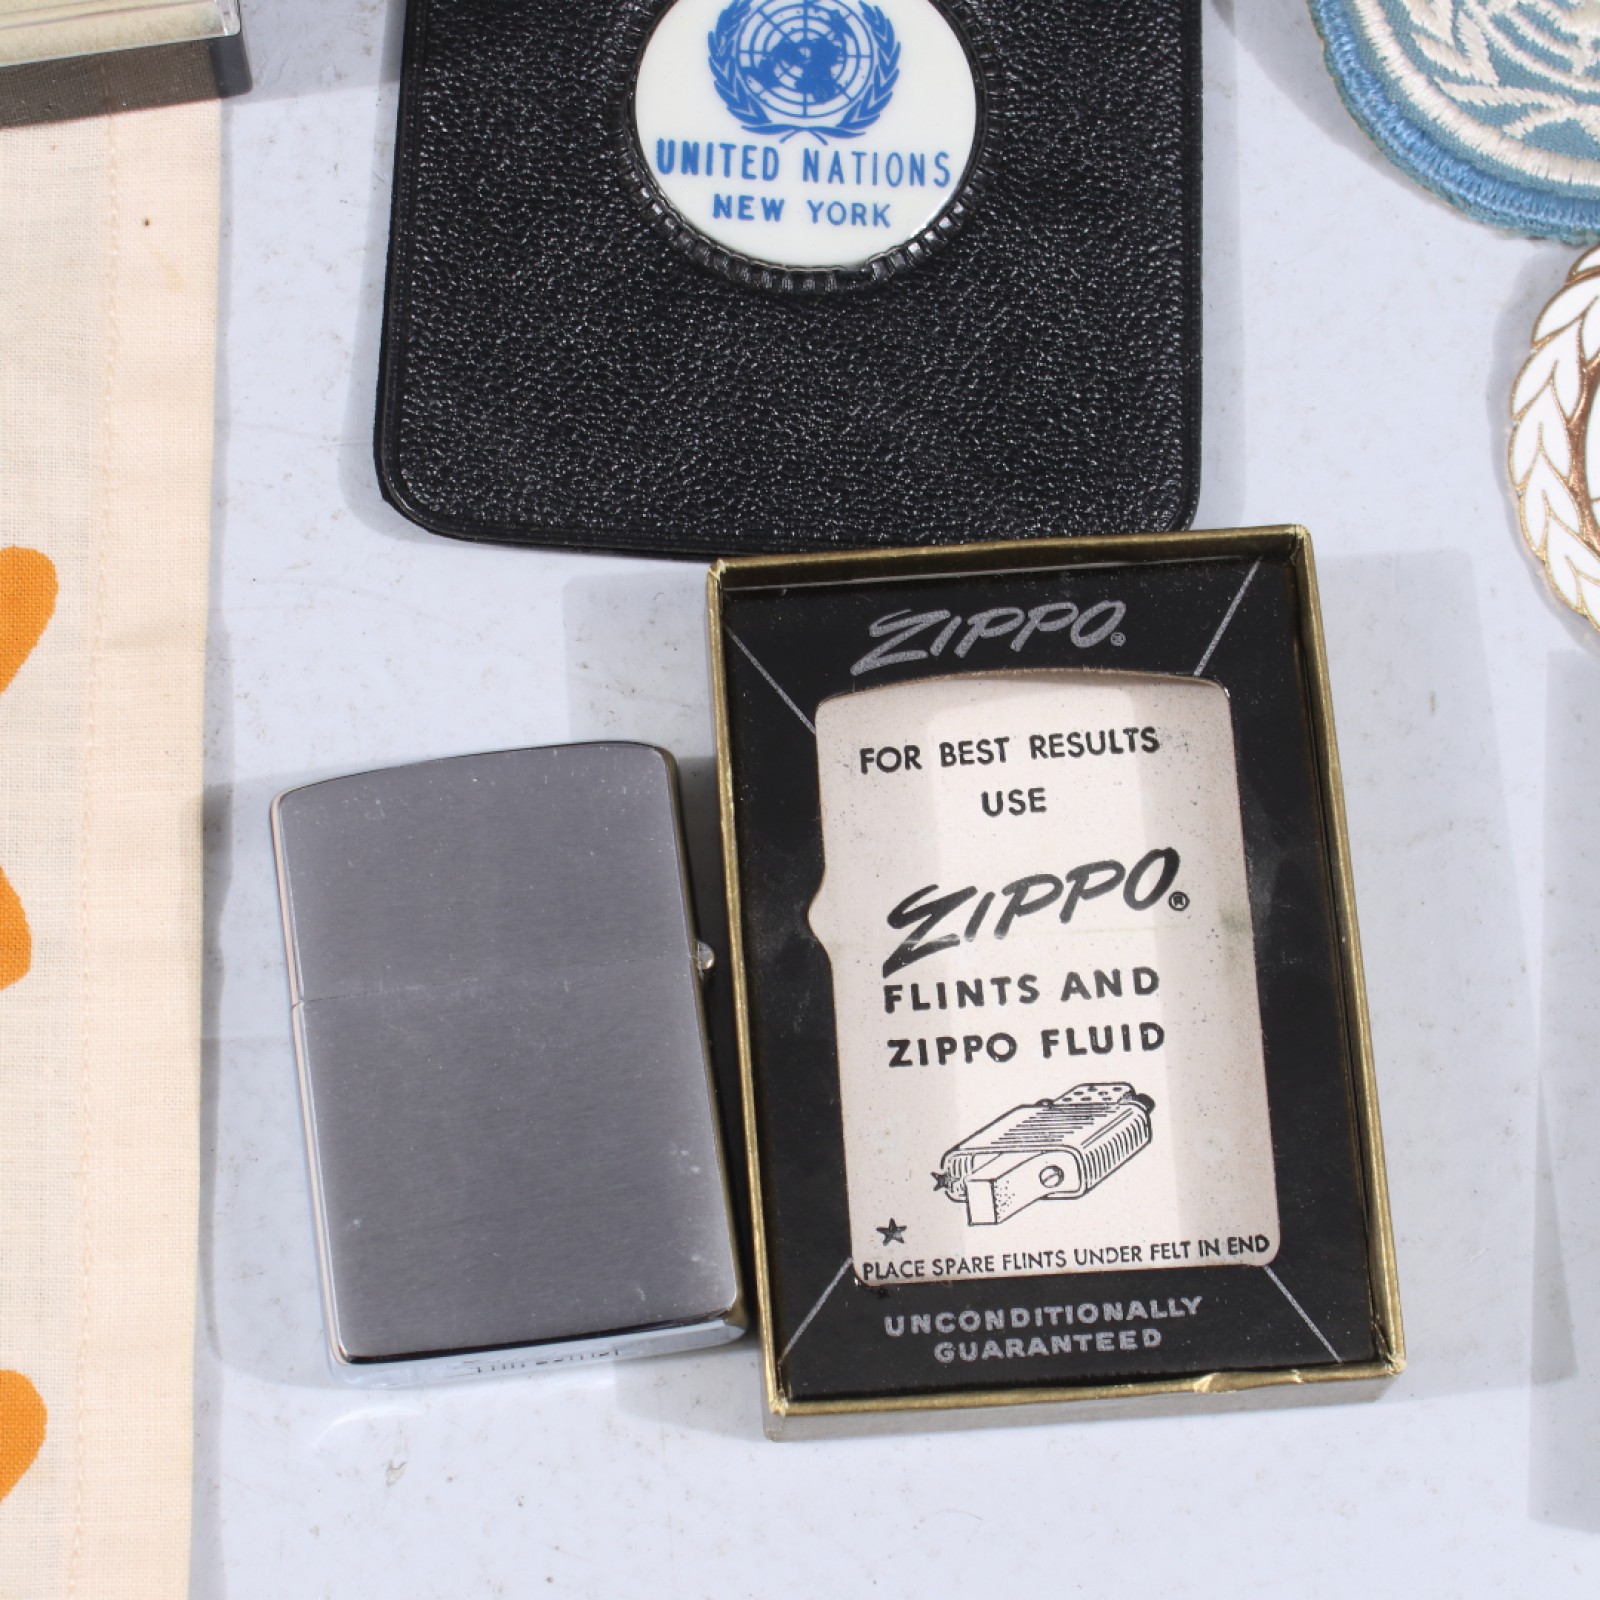 UNITED NATIONS
NEW YORK
ZIPPO®
FOR BEST RESULTS
USE
ZIPPO®
FLINTS AND
ZIPPO FLUID
★
PLACE SPARE FLINTS UNDER FELT IN END
UNCONDITIONALLY
GUARANTEED